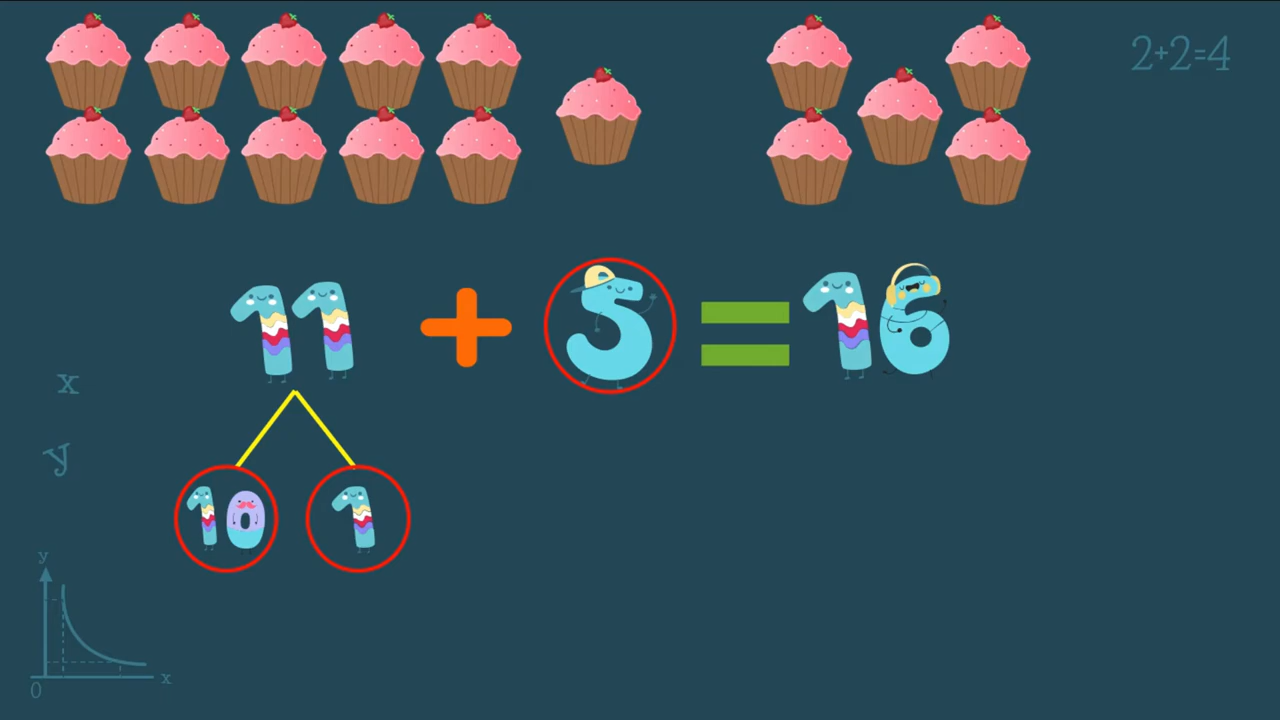 2+2=4
11 + 5 = 16
x
y
10 1
y
x
0